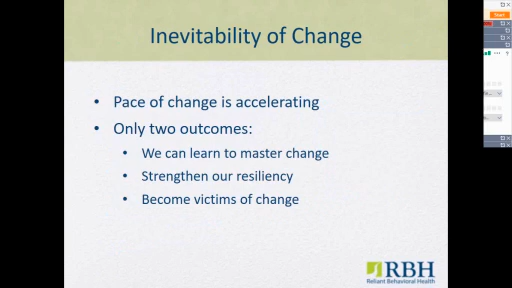 Inevitability of Change
• Pace of change is accelerating
• Only two outcomes:
• We can learn to master change
• Strengthen our resiliency
• Become victims of change
RBH
Reliant Behavioral Health